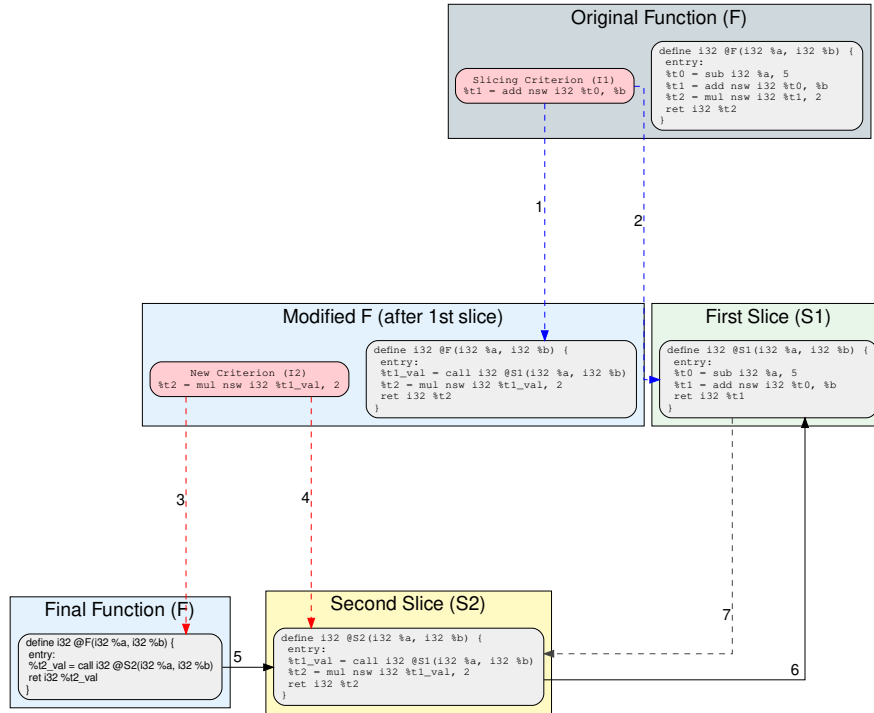 Original Function (F)
Slicing Criterion (I1)
%t1 = add nsw i32 %t0, %b
define i32 @F(i32 %a, i32 %b) {
entry:
%t0 = sub i32 %a, 5
%t1 = add nsw i32 %t0, %b
%t2 = mul nsw i32 %t1, 2
ret i32 %t2
}
1
2
Modified F (after 1st slice)
New Criterion (I2)
%t2 = mul nsw i32 %t1_val, 2
define i32 @F(i32 %a, i32 %b) {
entry:
%t1_val = call i32 @S1(i32 %a, i32 %b)
%t2 = mul nsw i32 %t1_val, 2
ret i32 %t2
}
First Slice (S1)
define i32 @S1(i32 %a, i32 %b) {
entry:
%t0 = sub i32 %a, 5
%t1 = add nsw i32 %t0, %b
ret i32 %t1
}
3
4
Final Function (F)
define i32 @F(i32 %a, i32 %b) {
entry:
%t2_val = call i32 @S2(i32 %a, i32 %b)
ret i32 %t2_val
}
5
Second Slice (S2)
define i32 @S2(i32 %a, i32 %b) {
entry:
%t1_val = call i32 @S1(i32 %a, i32 %b)
%t2 = mul nsw i32 %t1_val, 2
ret i32 %t2
}
7
6